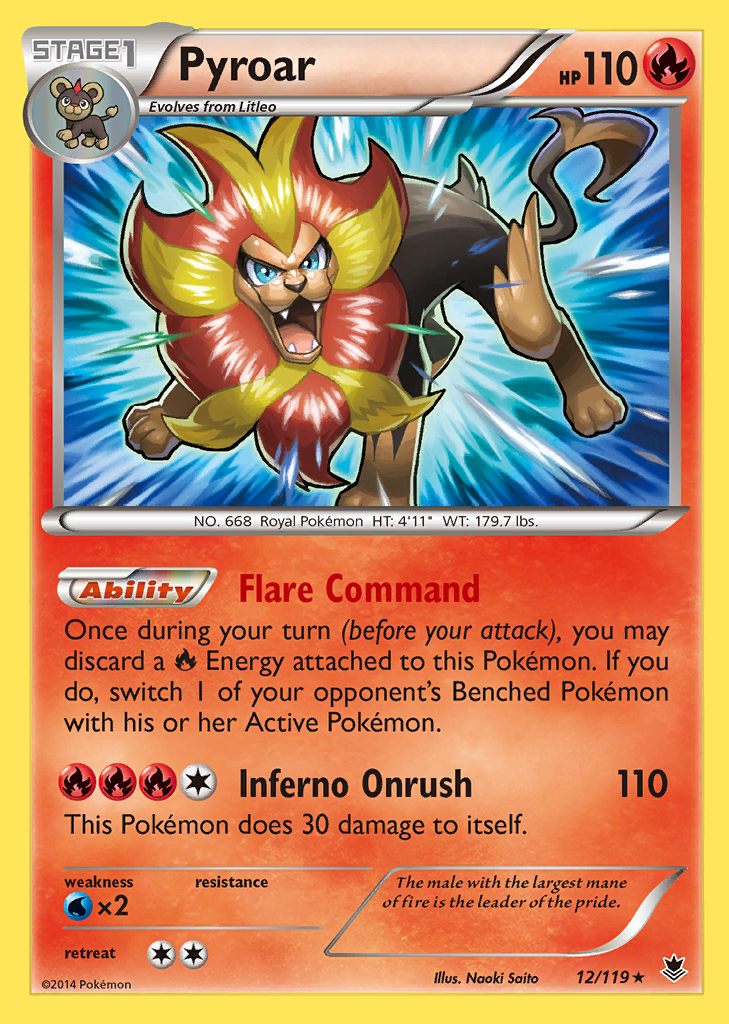 STAGE1
Pyroar
HP110
Evolves from Litleo
NO. 668 Royal Pokémon HT: 4'11" WT: 179.7 lbs.
Ability Flare Command
Once during your turn (before your attack), you may
discard a Energy attached to this Pokémon. If you
do, switch 1 of your opponent's Benched Pokémon
with his or her Active Pokémon.
Inferno Onrush 110
This Pokémon does 30 damage to itself.
weakness resistance
×2
The male with the largest mane
of fire is the leader of the pride.
retreat
©2014 Pokémon
Illus. Naoki Saito 12/119 ★